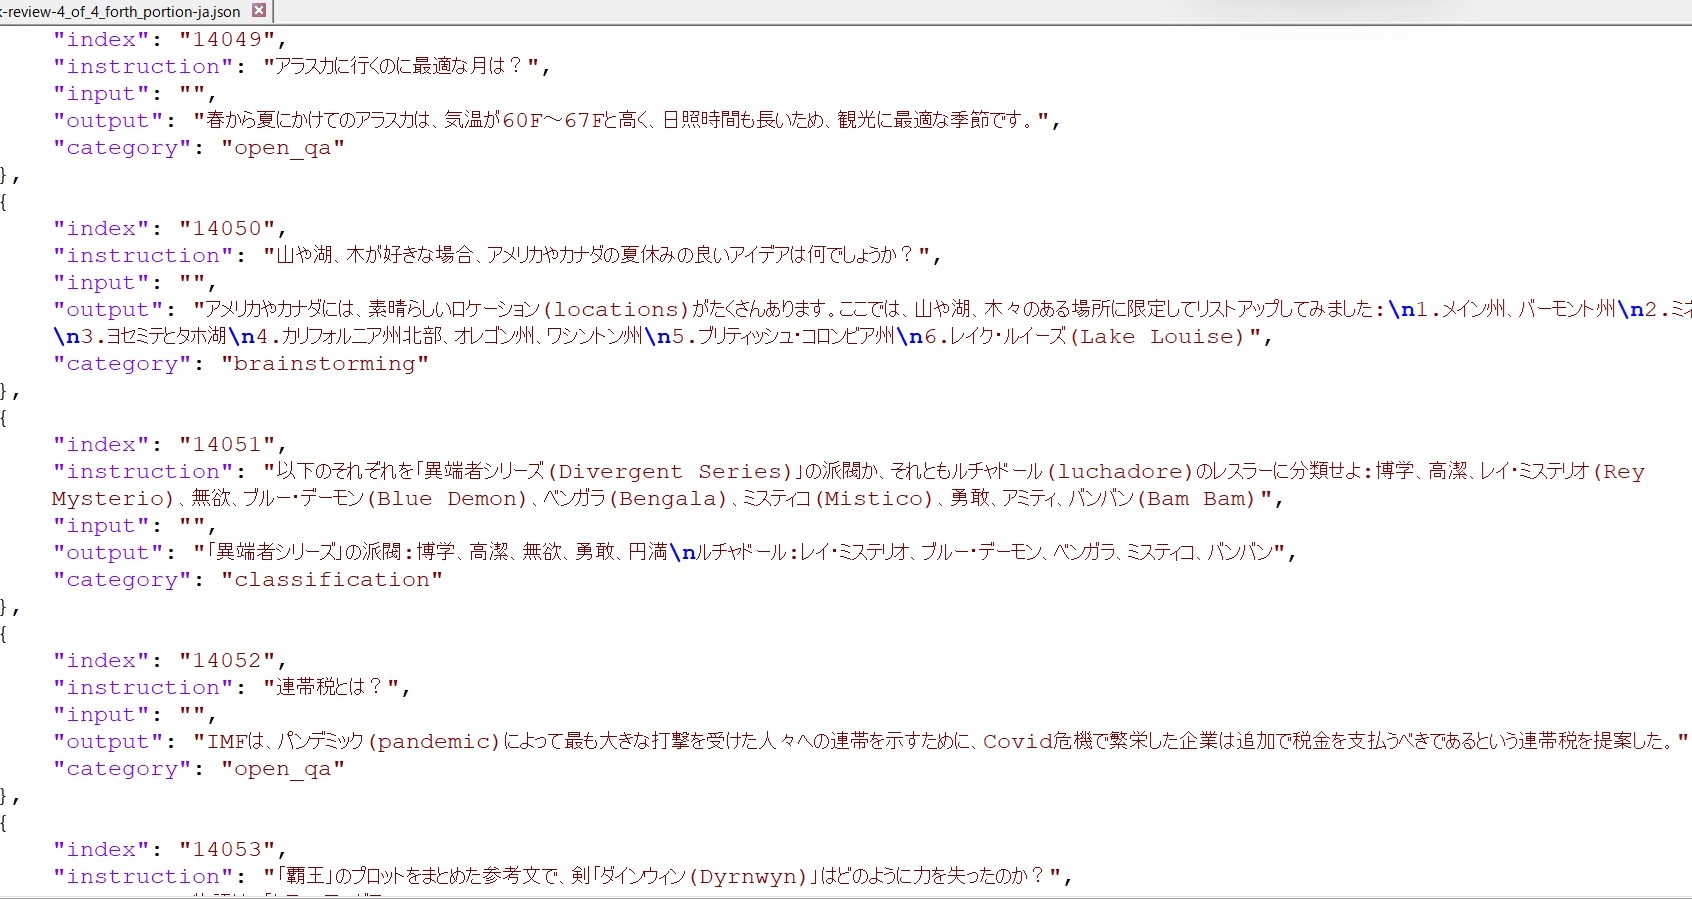 -review-4_of_4_forth_portion-ja.json
"index": "14049",
"instruction": "アラスカに行くのに最適な月は？",
"input": "",
"output": "春から夏にかけてのアラスカは、気温が60F～67Fと高く、日照時間も長いため、観光に最適な季節です。",
"category": "open_qa"
},
{
"index": "14050",
"instruction": "山や湖、木が好きな場合、アメリカやカナダの夏休みの良いアイデアは何でしょうか？",
"input": "",
"output": "アメリカやカナダには、素晴らしいロケーション(locations)がたくさんあります。ここでは、山や湖、木々のある場所に限定してリストアップしてみました:\n1.メイン州、バーモント州\n2.ミネ
\n3.ヨセミテとタホ湖\n4.カリフォルニア州北部、オレゴン州、ワシントン州\n5.ブリティッシュ・コロンビア州\n6.レイク・ルイーズ(Lake Louise)",
"category": "brainstorming"
},
{
"index": "14051",
"instruction": "以下のそれぞれを「異端者シリーズ(Divergent Series)」の派閥か、それともルチャドール(luchadore)のレスラーに分類せよ:博学、高潔、レイ・ミステリオ(Rey
Mysterio)、無欲、ブルー・デーモン(Blue Demon)、ベンガラ(Bengala)、ミスティコ(Mistico)、勇敢、アミティ、バンバン(Bam Bam)",
"input": "",
"output": "「異端者シリーズ」の派閥:博学、高潔、無欲、勇敢、円満\nルチャドール:レイ・ミステリオ、ブルー・デーモン、ベンガラ、ミスティコ、バンバン",
"category": "classification"
},
{
"index": "14052",
"instruction": "連帯税とは？",
"input": "",
"output": "IMFは、パンデミック(pandemic)によって最も大きな打撃を受けた人々への連帯を示すために、Covid危機で繁栄した企業は追加で税金を支払うべきであるという連帯税を提案した。"
"category": "open_qa"
},
{
"index": "14053",
"instruction": "「覇王」のプロットをまとめた参考文で、剣「ダインウィン(Dyrnwyn)」はどのように力を失ったのか？",